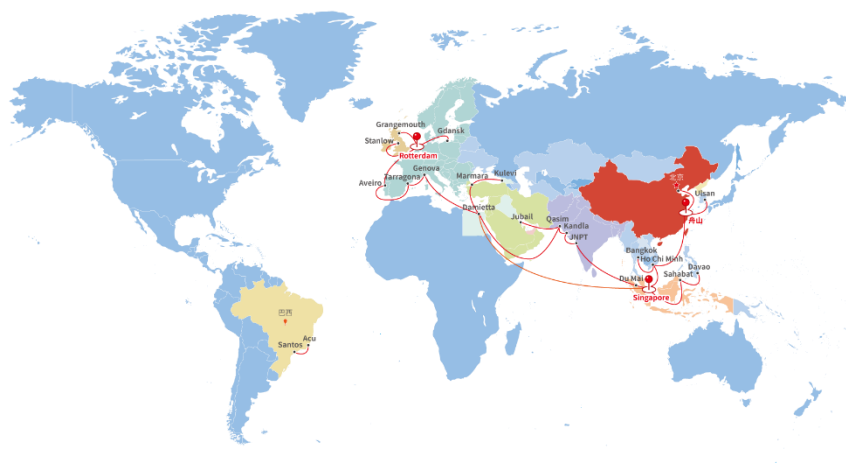 Grangemouth
Gdansk
Stanlow
Rotterdam
Genova
Kulevi
Marmara
Tarragona
Aveiro
北京
Ulsan
Damietta
Jubail
Qasim
Kandla
舟山
JNPT
Bangkok
Ho Chi Minh
Davao
Sahabat
Du Mai
Singapore
巴西
Acu
Santos